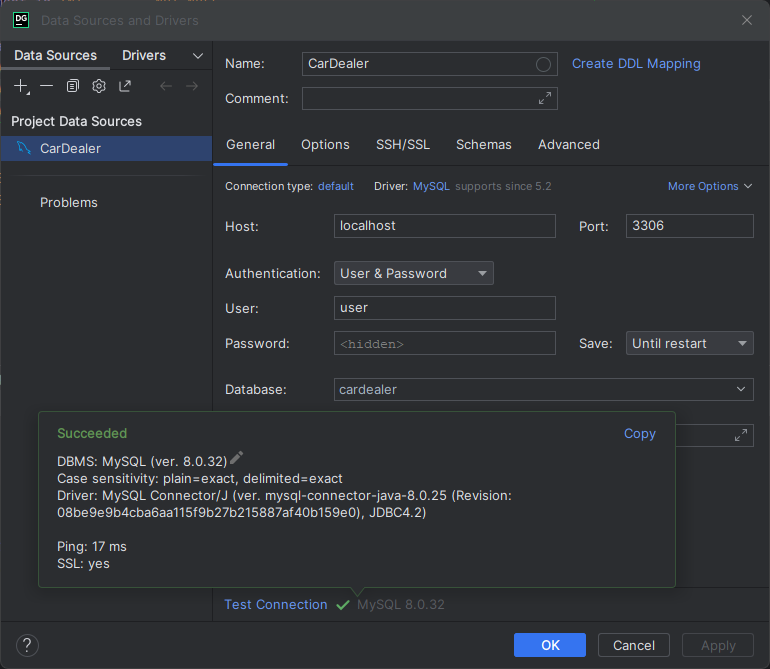 DG Data Sources and Drivers
Data Sources Drivers
Project Data Sources
CarDealer
Problems
Name: CarDealer Create DDL Mapping
Comment:
General Options SSH/SSL Schemas Advanced
Connection type: default Driver: MySQL supports since 5.2 More Options
Host: localhost Port: 3306
Authentication: User & Password
User: user
Password: <hidden> Save: Until restart
Database: cardealer
Succeeded Copy
DBMS: MySQL (ver. 8.0.32)
Case sensitivity: plain=exact, delimited=exact
Driver: MySQL Connector/J (ver. mysql-connector-java-8.0.25 (Revision:
08be9e9b4cba6aa115f9b27b215887af40b159e0), JDBC4.2)
Ping: 17 ms
SSL: yes
Test Connection MySQL 8.0.32
? OK Cancel Apply